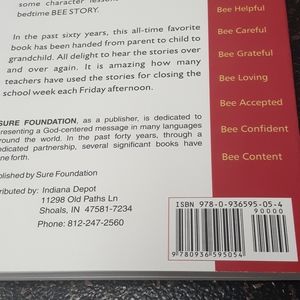 some character lessons
bedtime BEE STORY.
In the past sixty years, this all-time favorite
book has been handed from parent to child to
grandchild. All delight to hear the stories over
and over again. It is amazing how many
teachers have used the stories for closing the
school week each Friday afternoon.
SURE FOUNDATION, as a publisher, is dedicated to
presenting a God-centered message in many languages
around the world. In the past forty years, through a
dedicated partnership, several significant books have
gone forth.
Published by Sure Foundation
tributed by: Indiana Depot
11298 Old Paths Ln
Shoals, IN 47581-7234
Phone: 812-247-2560
Bee Helpful
Bee Careful
Bee Grateful
Bee Loving
Bee Accepted
Bee Confident
Bee Content
ISBN 978-0-936595-05-4
90000
9 780936 595054